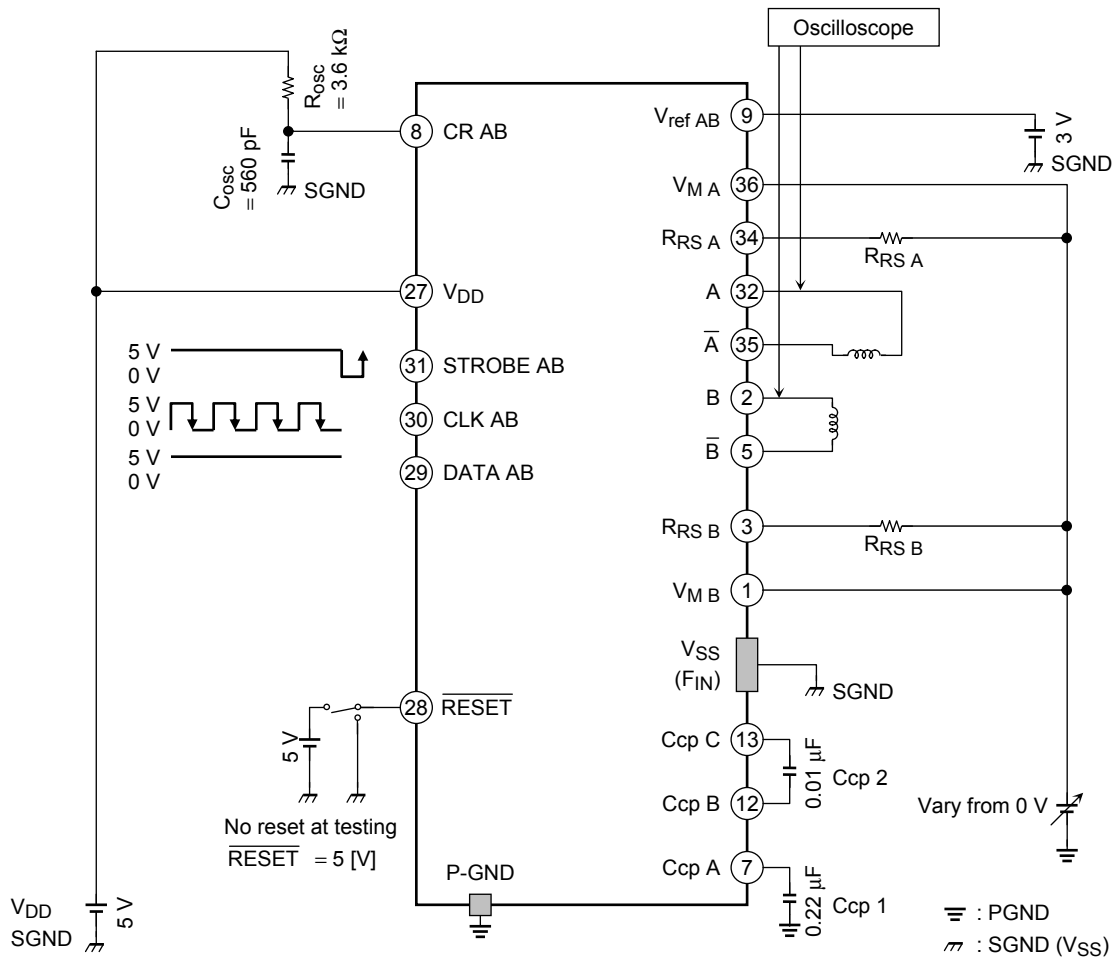 Oscilloscope
R_osc
= 3.6 kΩ
C_osc
= 560 pF
SGND
8 CR AB
V_ref AB 9
3 V
SGND
V_M A 36
R_RS A 34
R_RS A
27 V_DD
A 32
A̅ 35
5 V
0 V
31 STROBE AB
5 V
0 V
30 CLK AB
B 2
5 V
0 V
29 DATA AB
B̅ 5
R_RS B 3
R_RS B
V_M B 1
V_SS
(F_IN)
SGND
28 R̅E̅S̅E̅T̅
5 V
No reset at testing
R̅E̅S̅E̅T̅ = 5 [V]
Ccp C 13
0.01 μF
Ccp 2
Ccp B 12
Vary from 0 V
Ccp A 7
0.22 μF
Ccp 1
P-GND
V_DD
SGND
5 V
: PGND
: SGND (V_SS)